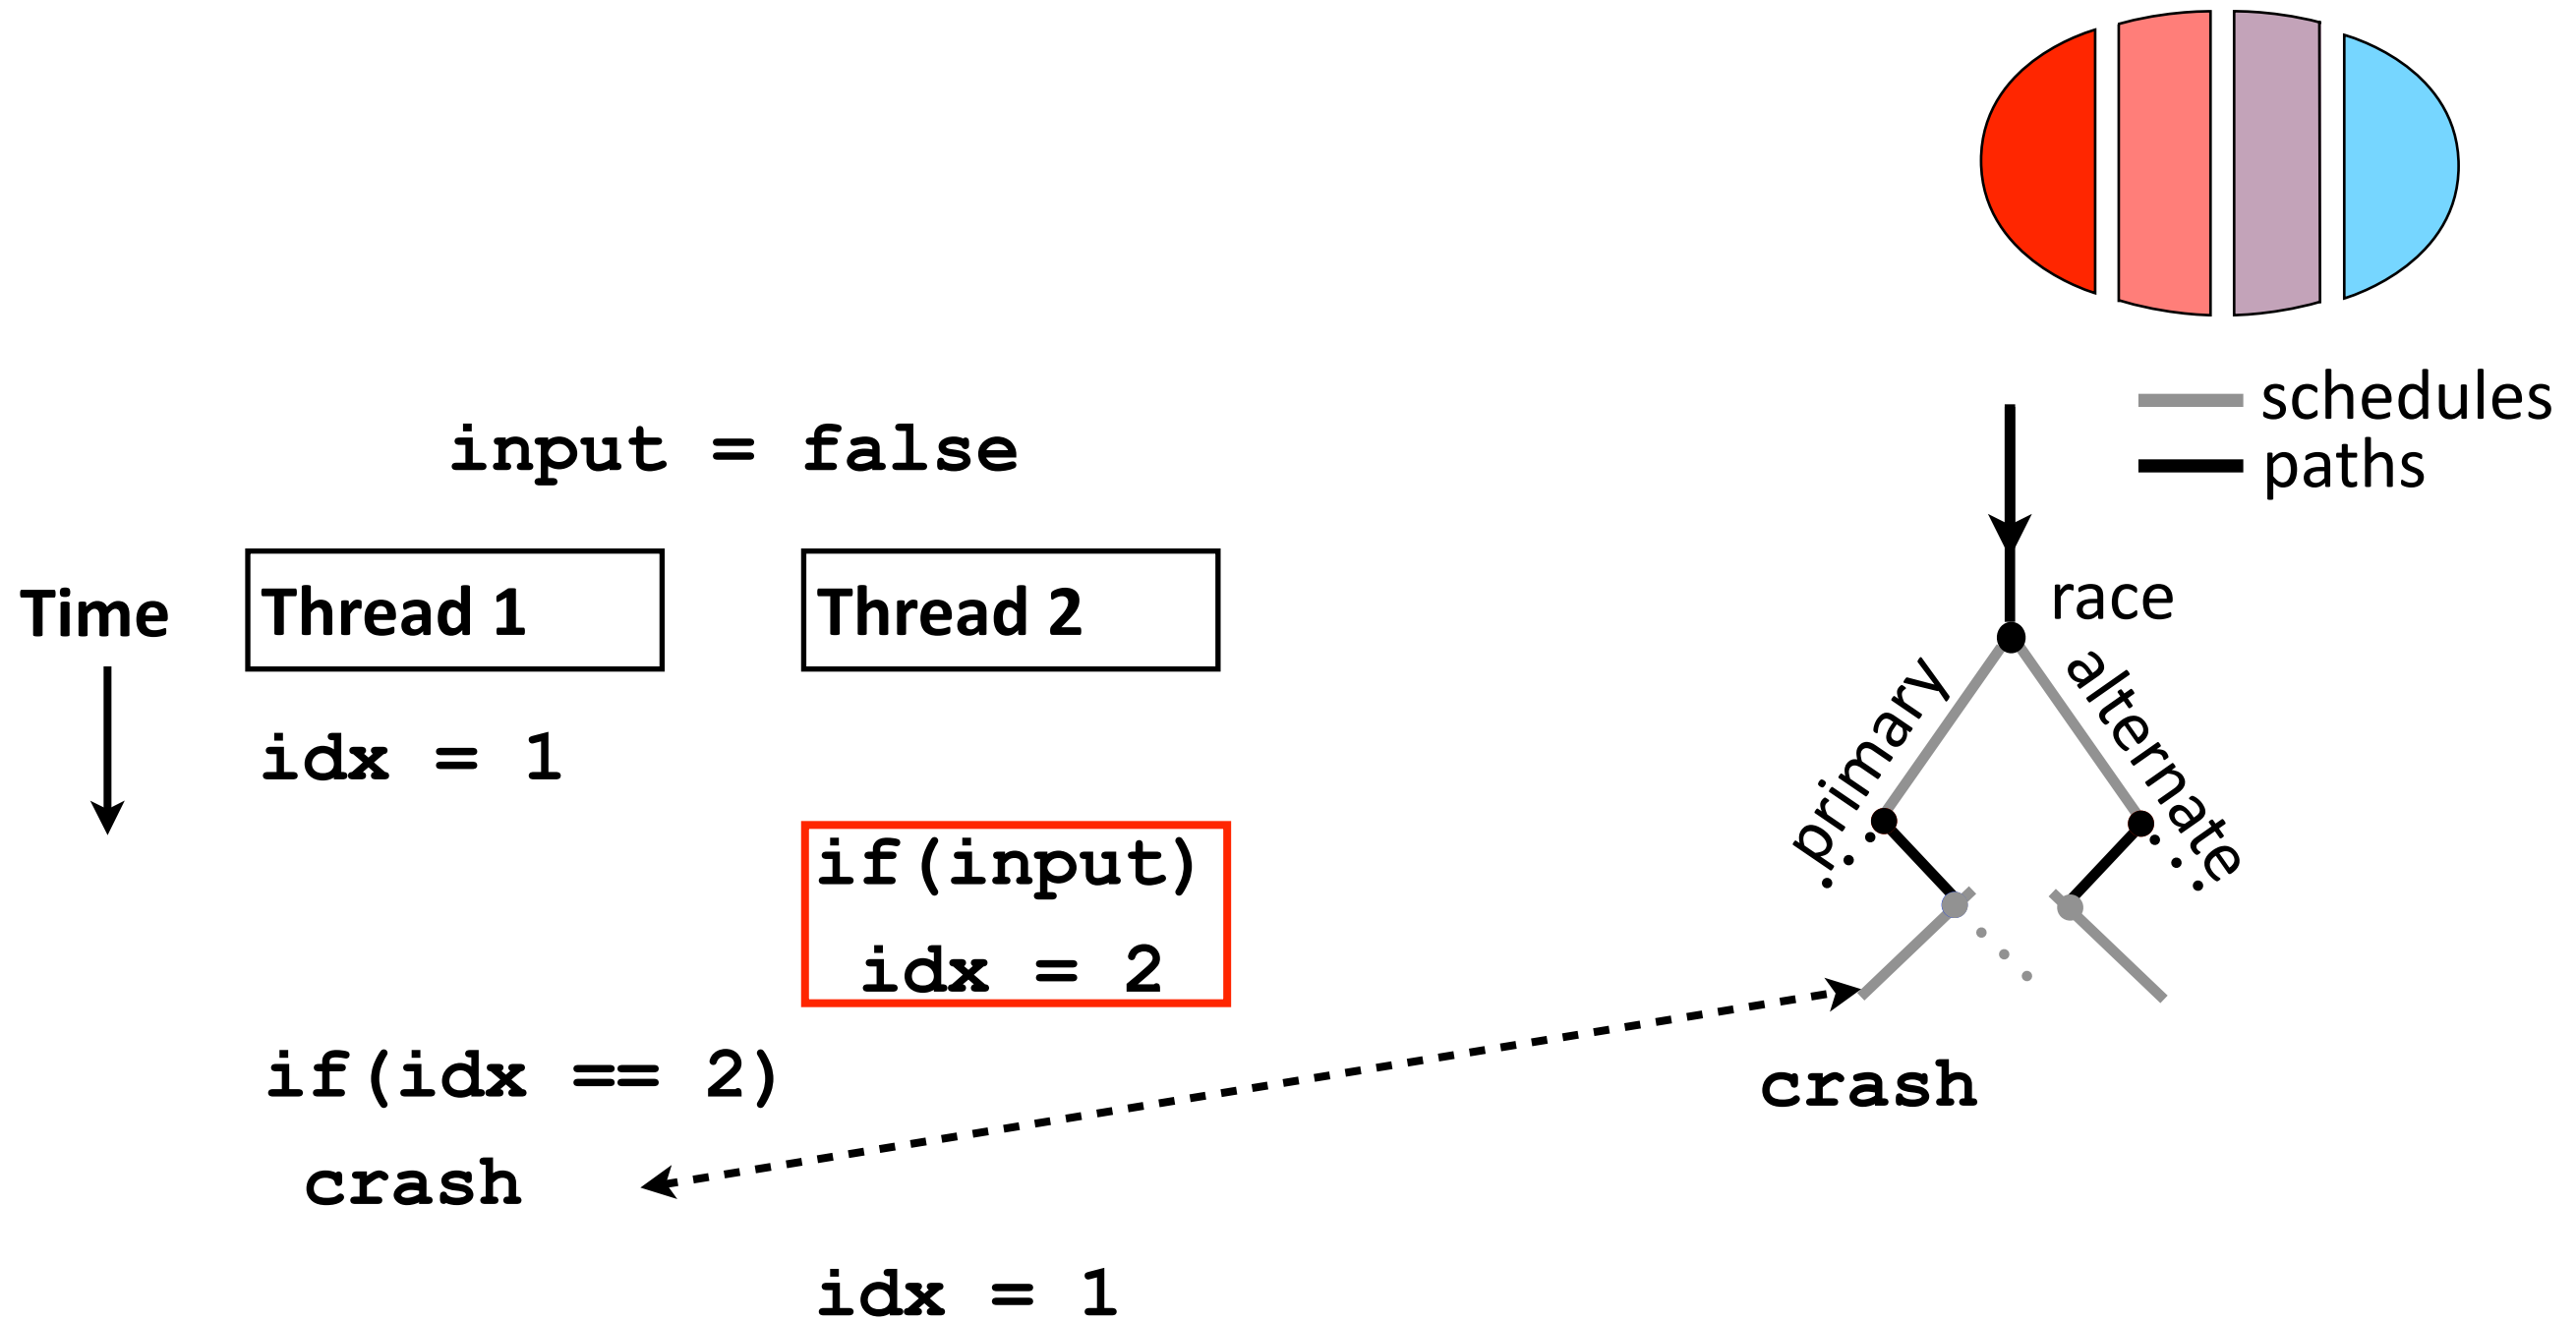 schedules
paths
input = false
Time
Thread 1
Thread 2
race
primary
alternate
idx = 1
if(input)
idx = 2
if(idx == 2)
crash
crash
idx = 1